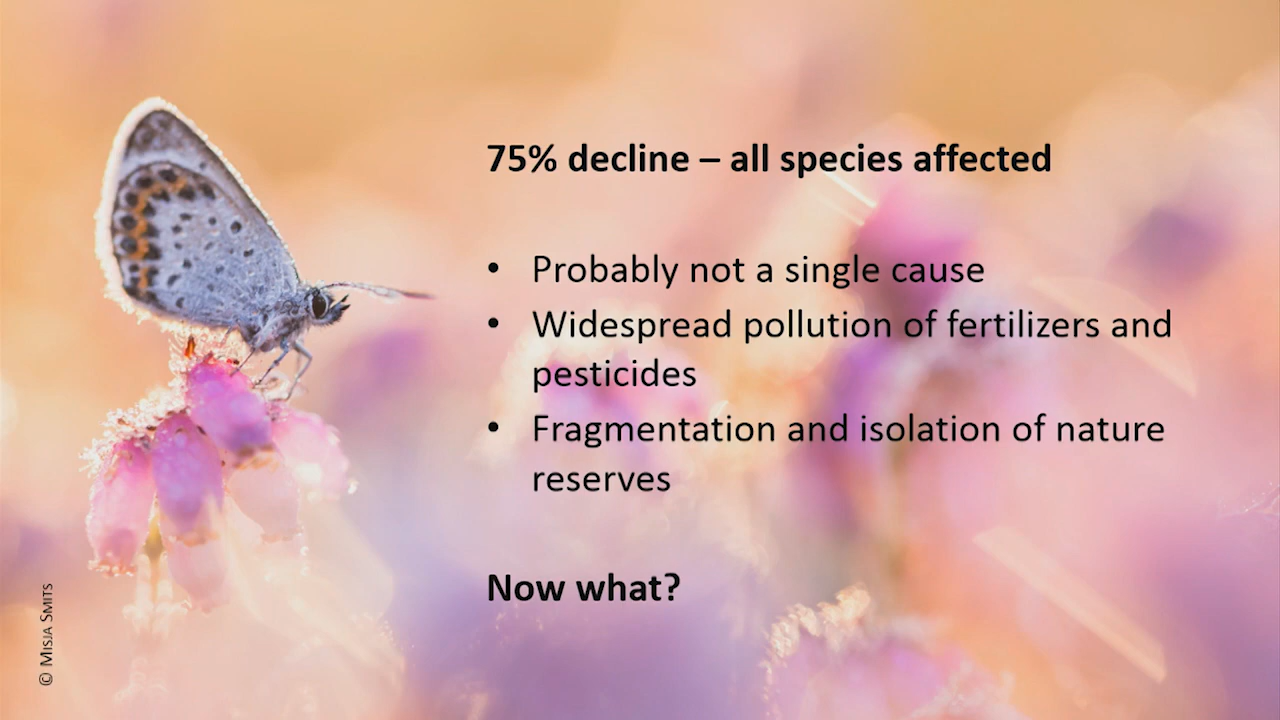 75% decline – all species affected
• Probably not a single cause
• Widespread pollution of fertilizers and
pesticides
• Fragmentation and isolation of nature
reserves
Now what?
© Misja Smits